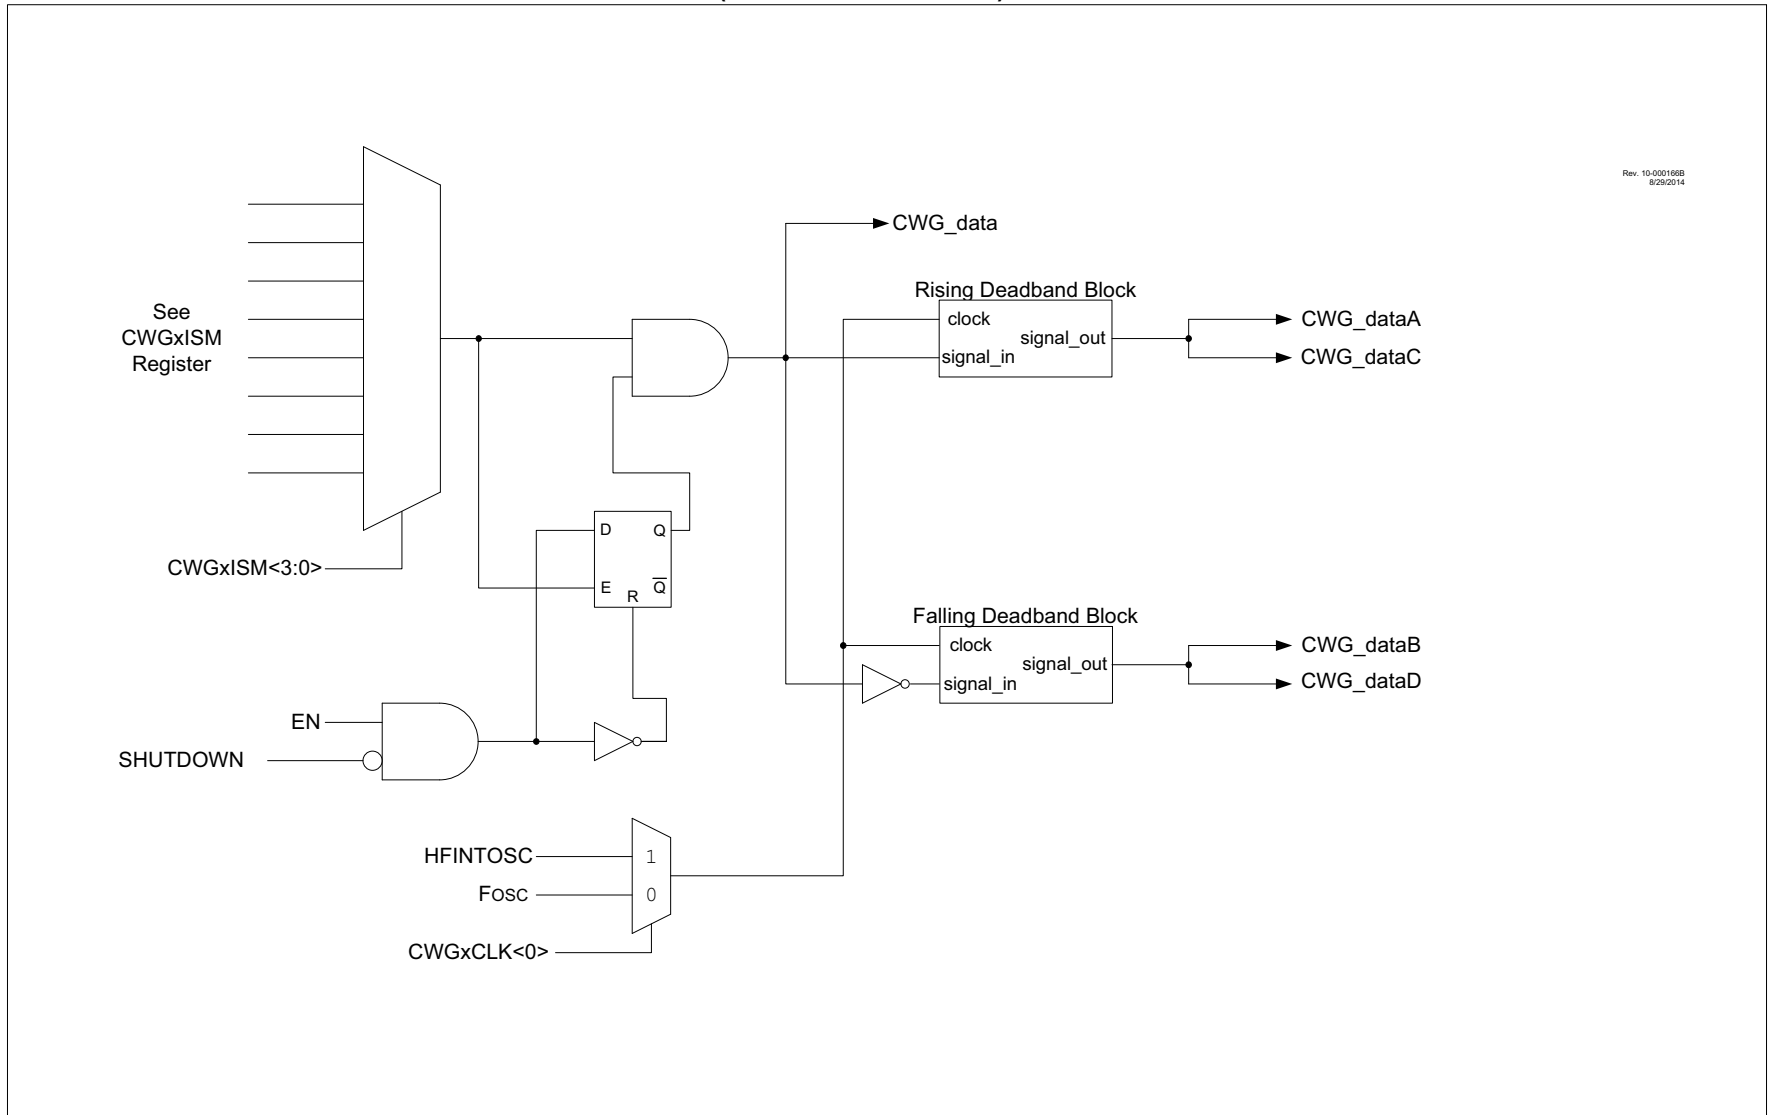 Rev. 10-000166B
8/29/2014
CWG_data
Rising Deadband Block
clock
signal_out
signal_in
CWG_dataA
CWG_dataC
See
CWGxISM
Register
D
Q
E
R
Q̅
CWGxISM<3:0>
Falling Deadband Block
clock
signal_out
signal_in
CWG_dataB
CWG_dataD
EN
SHUTDOWN
HFINTOSC
1
FOSC
0
CWGxCLK<0>